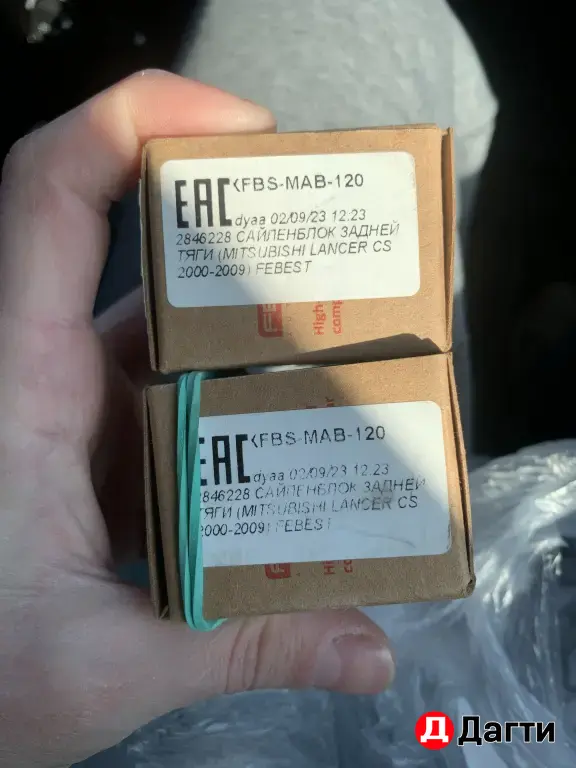 EAC <FBS-MAB-120
dyaa 02/09/23 12:23
2846228 САЙЛЕНБЛОК ЗАДНЕЙ
ТЯГИ (MITSUBISHI LANCER CS
2000-2009) FEBEST
High-
comp
EAC <FBS-MAB-120
dyaa 02/09/23 12:23
2846228 САЙЛЕНБЛОК ЗАДНЕЙ
ТЯГИ (MITSUBISHI LANCER CS
2000-2009) FEBEST
Д Дагти